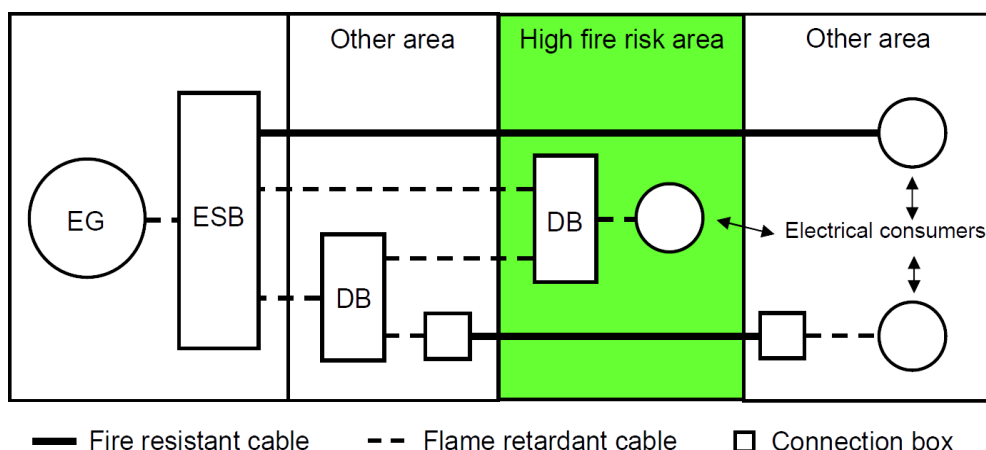 Other area
High fire risk area
Other area
EG
ESB
DB
DB
Electrical consumers
Fire resistant cable
Flame retardant cable
Connection box